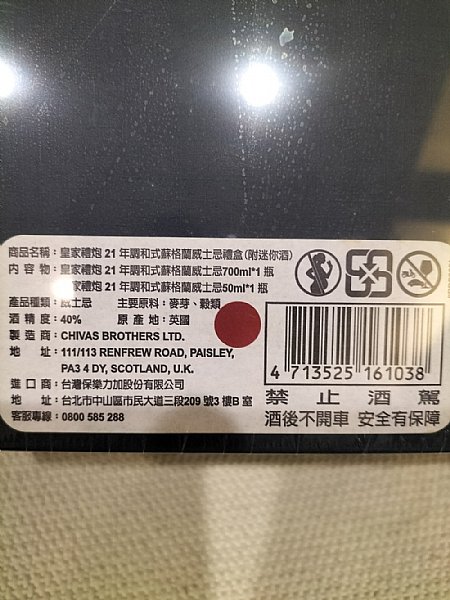 商品名稱：皇家禮炮 21 年調和式蘇格蘭威士忌禮盒(附迷你酒)
內 容 物：皇家禮炮 21 年調和式蘇格蘭威士忌700ml*1 瓶
皇家禮炮 21 年調和式蘇格蘭威士忌50ml*1 瓶
產品種類：威士忌 主要原料：麥芽、穀類
酒 精 度：40% 原 產 地：英國
製 造 商：CHIVAS BROTHERS LTD.
地 址：111/113 RENFREW ROAD, PAISLEY,
PA3 4 DY, SCOTLAND, U.K.
進 口 商：台灣保樂力加股份有限公司
地 址：台北市中山區市民大道三段209 號3 樓B 室
客服專線：0800 585 288
4 713525 161038
禁止酒駕
酒後不開車 安全有保障